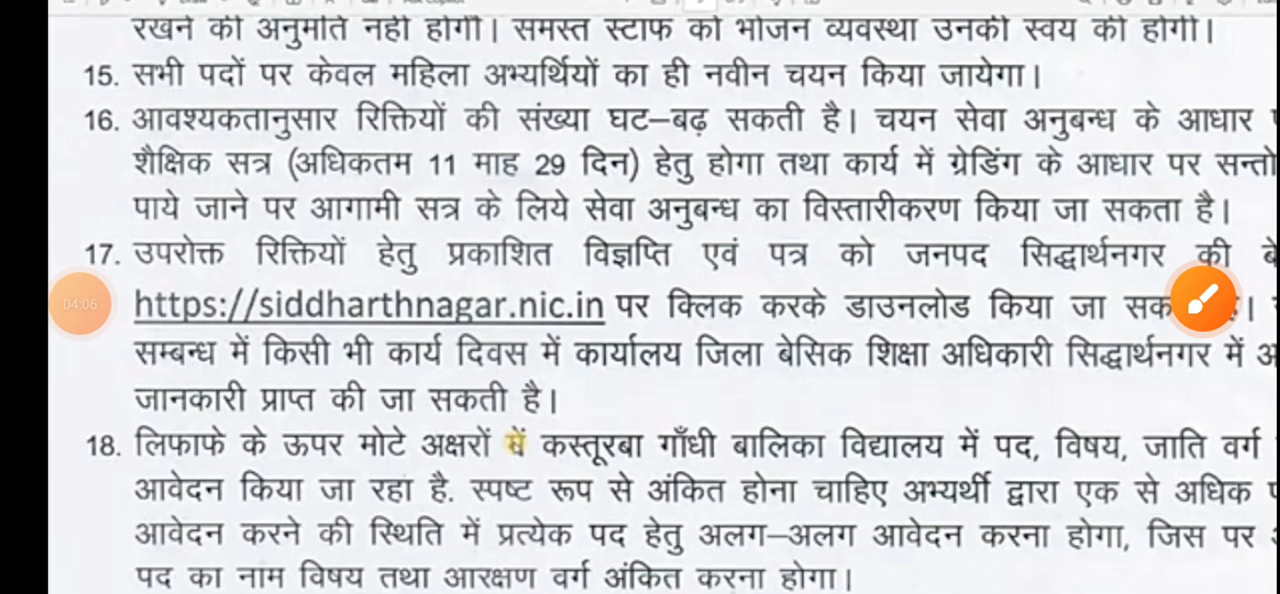 रखने की अनुमति नहीं होगी। समस्त स्टाफ को भोजन व्यवस्था उनकी स्वयं की होगी।
15. सभी पदों पर केवल महिला अभ्यर्थियों का ही नवीन चयन किया जायेगा।
16. आवश्यकतानुसार रिक्तियों की संख्या घट–बढ़ सकती है। चयन सेवा अनुबन्ध के आधार
शैक्षिक सत्र (अधिकतम 11 माह 29 दिन) हेतु होगा तथा कार्य में ग्रेडिंग के आधार पर
पाये जाने पर आगामी सत्र के लिये सेवा अनुबन्ध का विस्तारीकरण किया जा सकता है।
17. उपरोक्त रिक्तियों हेतु प्रकाशित विज्ञप्ति एवं पत्र को जनपद सिद्धार्थनगर की
https://siddharthnagar.nic.in पर क्लिक करके डाउनलोड किया जा
सम्बन्ध में किसी भी कार्य दिवस में कार्यालय जिला बेसिक शिक्षा अधिकारी सिद्धार्थनगर में
जानकारी प्राप्त की जा सकती है।
18. लिफाफे के ऊपर मोटे अक्षरों में कस्तूरबा गाँधी बालिका विद्यालय में पद, विषय, जाति वर्ग
आवेदन किया जा रहा है. स्पष्ट रूप से अंकित होना चाहिए अभ्यर्थी द्वारा एक से अधिक
आवेदन करने की स्थिति में प्रत्येक पद हेतु अलग–अलग आवेदन करना होगा, जिस पर
पद का नाम विषय तथा आरक्षण वर्ग अंकित करना होगा।
04:06